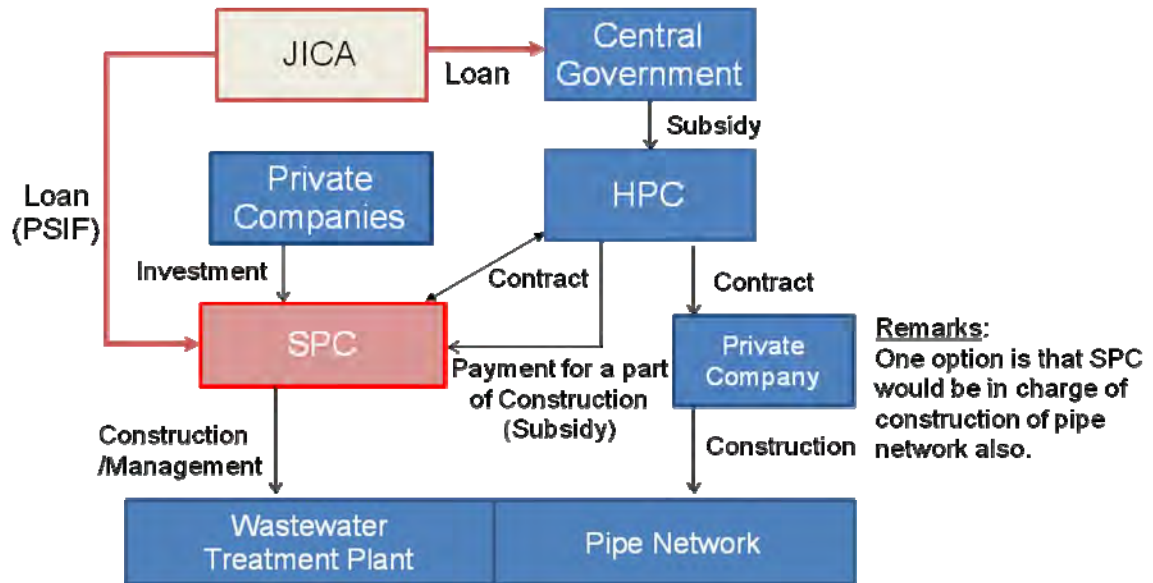 JICA
Loan
Central
Government
Subsidy
Loan
(PSIF)
Private
Companies
HPC
Investment
Contract
Contract
SPC
Payment for a part
of Construction
(Subsidy)
Private
Company
Remarks:
One option is that SPC
would be in charge of
construction of pipe
network also.
Construction
/Management
Construction
Wastewater
Treatment Plant
Pipe Network